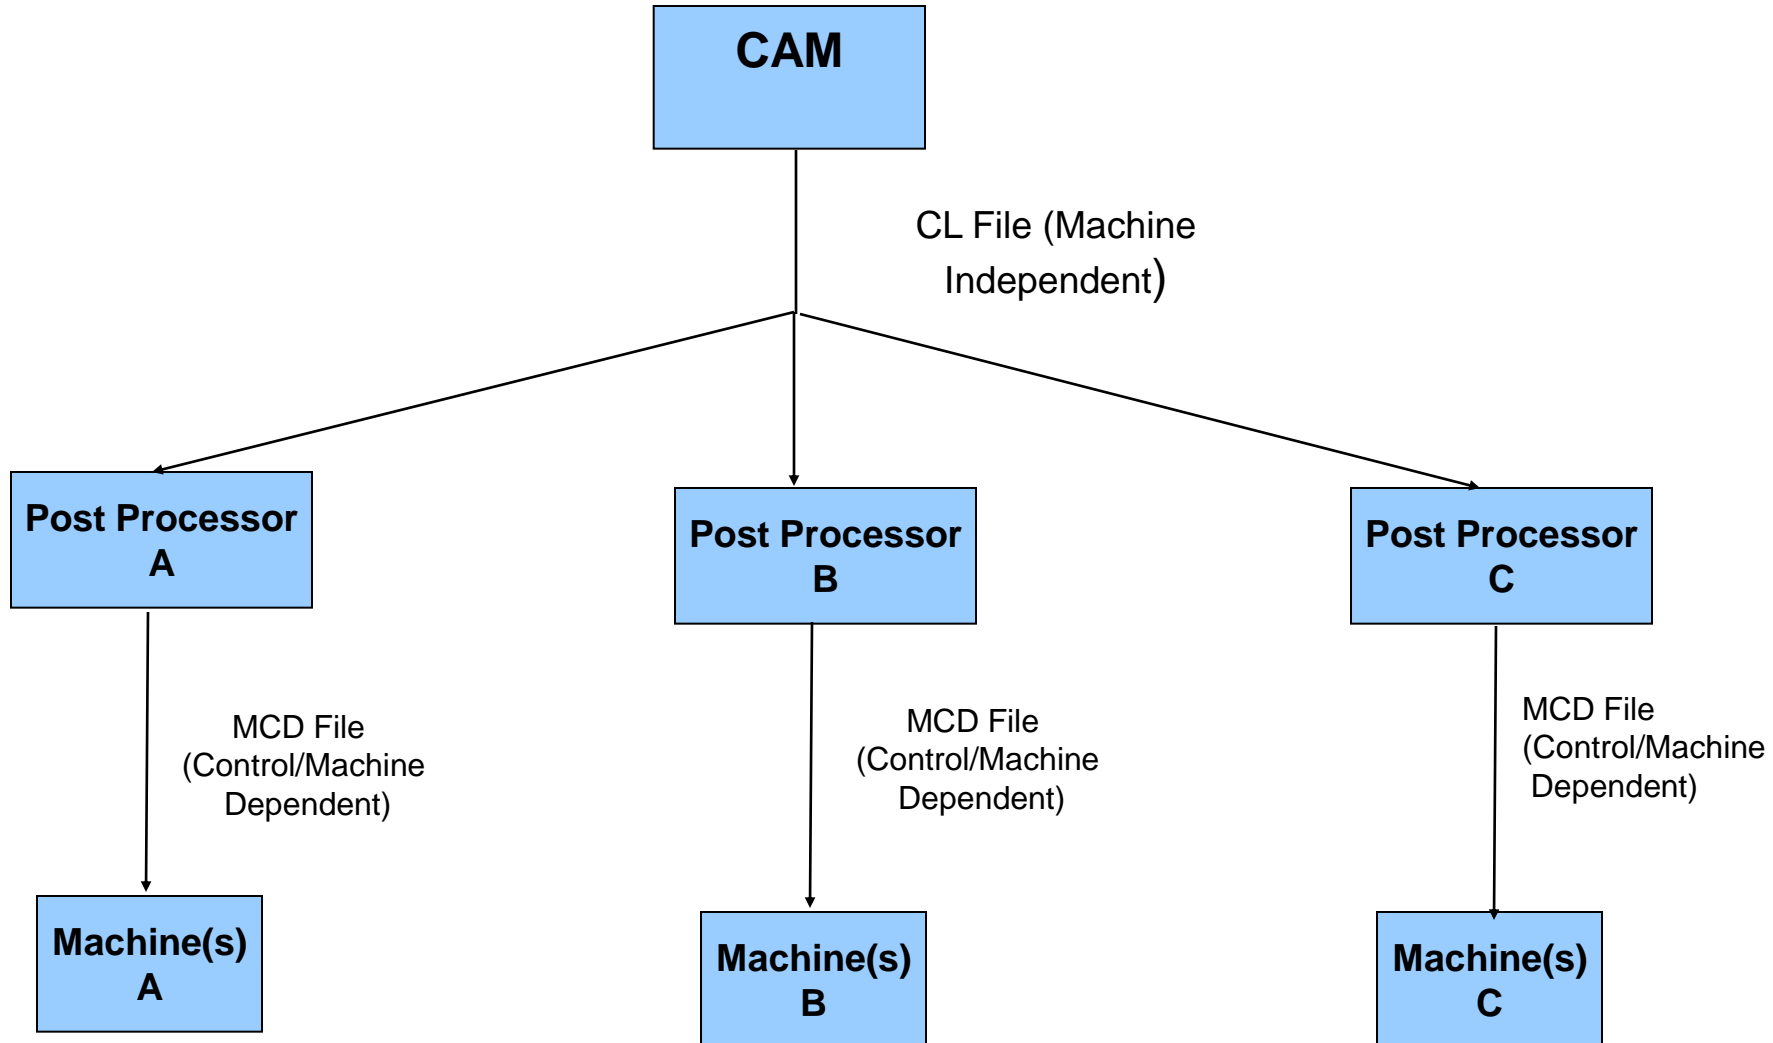 CAM
CL File (Machine
Independent)
Post Processor
A
Post Processor
B
Post Processor
C
MCD File
(Control/Machine
Dependent)
MCD File
(Control/Machine
Dependent)
MCD File
(Control/Machine
Dependent)
Machine(s)
A
Machine(s)
B
Machine(s)
C